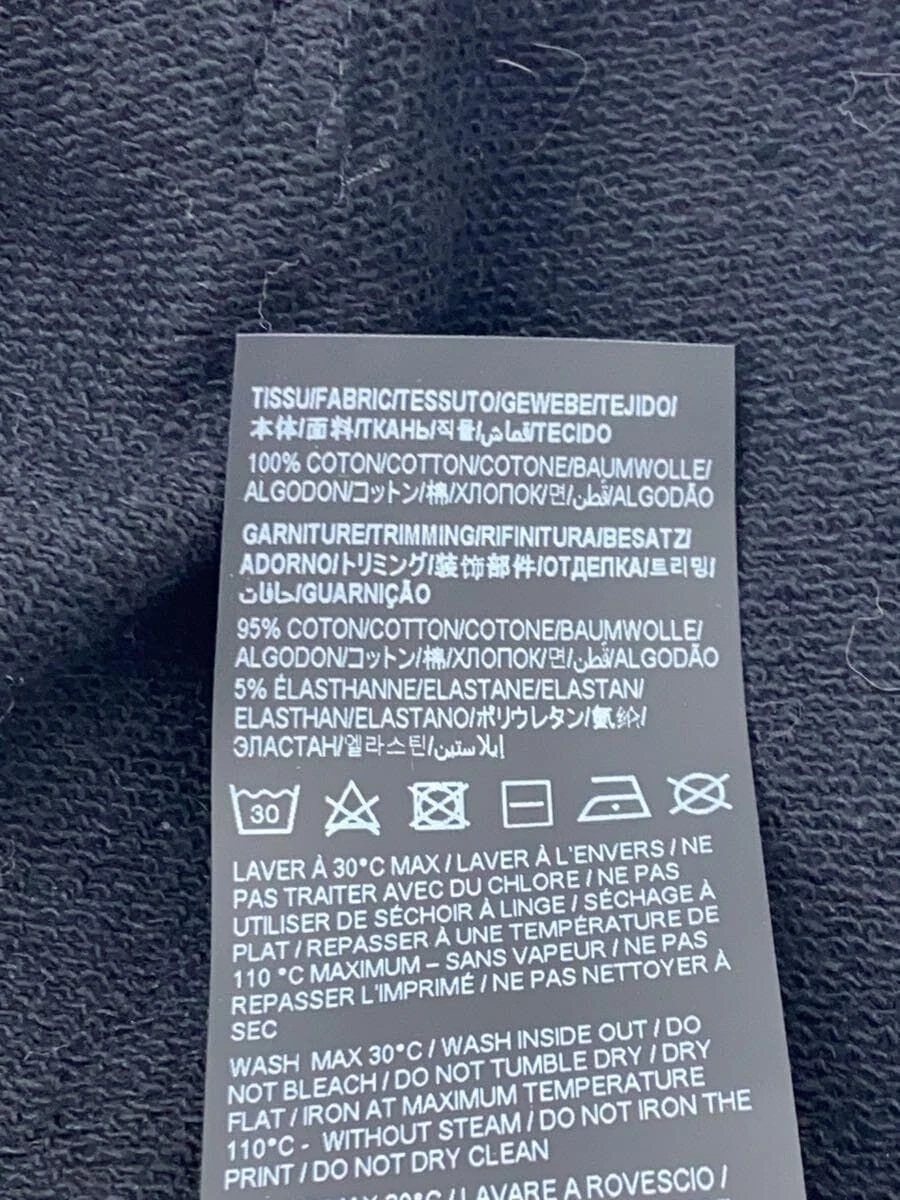 TISSU/FABRIC/TESSUTO/GEWEBE/TEJIDO/
本体/面料/ТКАНЬ/직물/قماش/TECIDO
100% COTON/COTTON/COTONE/BAUMWOLLE/
ALGODON/コットン/棉/ХЛОПОК/면/قطن/ALGODÃO
GARNITURE/TRIMMING/RIFINITURA/BESATZ/
ADORNO/トリミング/装饰部件/ОТДЕЛКА/트리밍/
حافات/GUARNIÇÃO
95% COTON/COTTON/COTONE/BAUMWOLLE/
ALGODON/コットン/棉/ХЛОПОК/면/قطن/ALGODÃO
5% ÉLASTHANNE/ELASTANE/ELASTAN/
ELASTHAN/ELASTANO/ポリウレタン/氨纶/
ЭЛАСТАН/엘라스틴/إيلاستين
30
LAVER À 30°C MAX / LAVER À L'ENVERS / NE
PAS TRAITER AVEC DU CHLORE / NE PAS
UTILISER DE SÉCHOIR À LINGE / SÉCHAGE À
PLAT / REPASSER À UNE TEMPÉRATURE DE
110 °C MAXIMUM – SANS VAPEUR / NE PAS
REPASSER L'IMPRIMÉ / NE PAS NETTOYER À
SEC
WASH MAX 30°C / WASH INSIDE OUT / DO
NOT BLEACH / DO NOT TUMBLE DRY / DRY
FLAT / IRON AT MAXIMUM TEMPERATURE
110°C - WITHOUT STEAM / DO NOT IRON THE
PRINT / DO NOT DRY CLEAN
MAX 30°C / LAVARE A ROVESCIO /